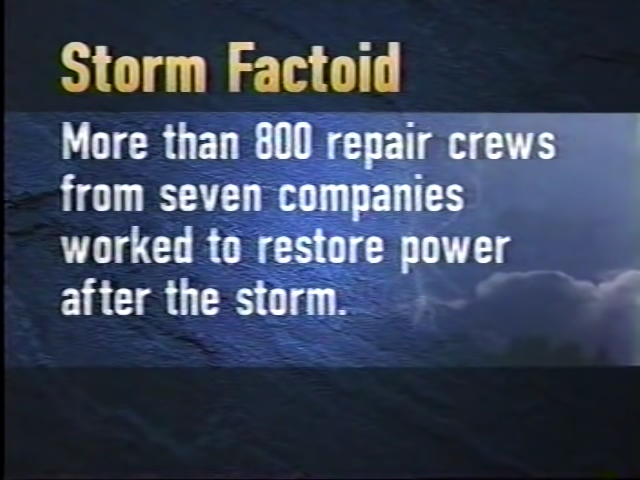 Storm Factoid
More than 800 repair crews
from seven companies
worked to restore power
after the storm.